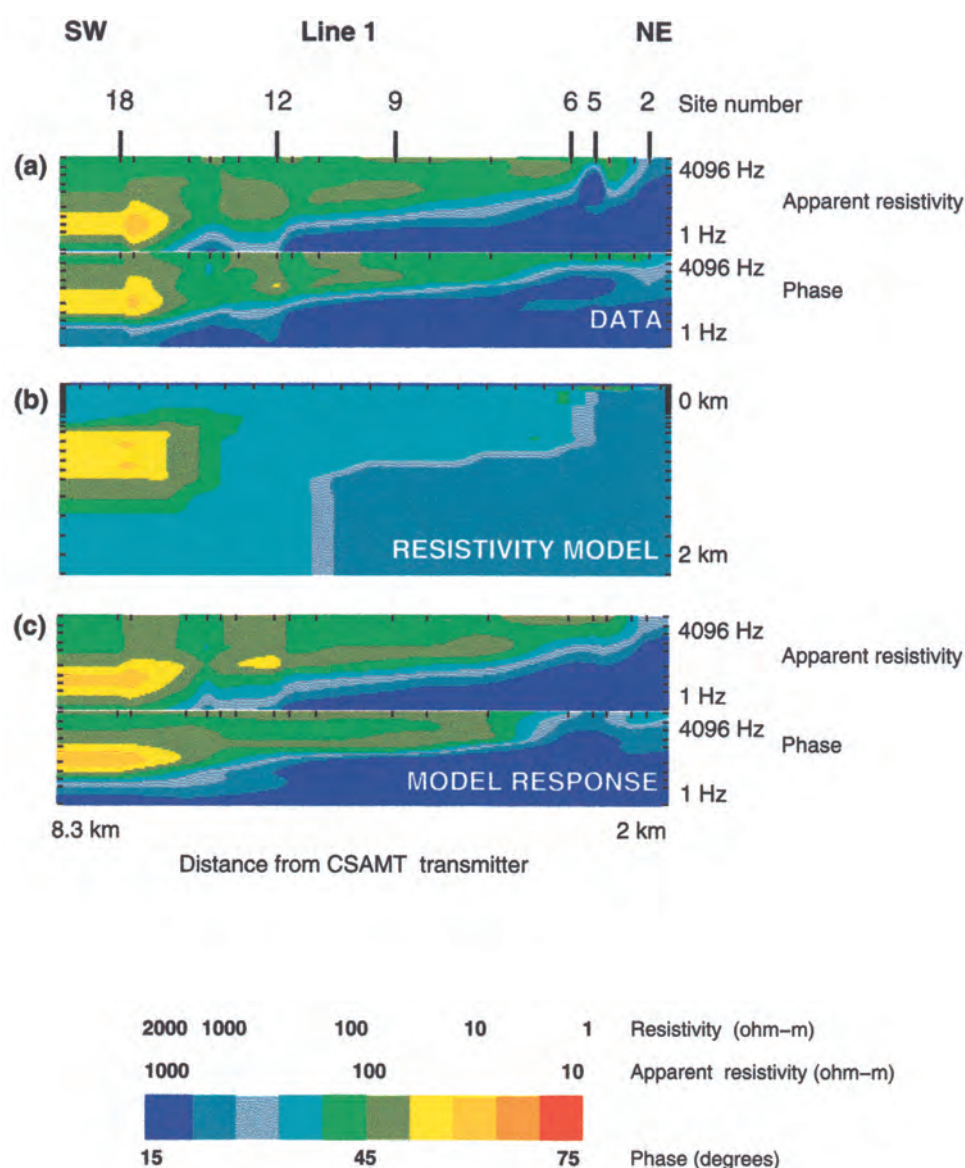 SW Line 1 NE
18 12 9 6 5 2 Site number
(a) 4096 Hz
Apparent resistivity
1 Hz
4096 Hz
Phase
DATA
1 Hz
(b) 0 km
RESISTIVITY MODEL
2 km
(c) 4096 Hz
Apparent resistivity
1 Hz
4096 Hz
Phase
MODEL RESPONSE
1 Hz
8.3 km 2 km
Distance from CSAMT transmitter
2000 1000 100 10 1 Resistivity (ohm-m)
1000 100 10 Apparent resistivity (ohm-m)
15 45 75 Phase (degrees)